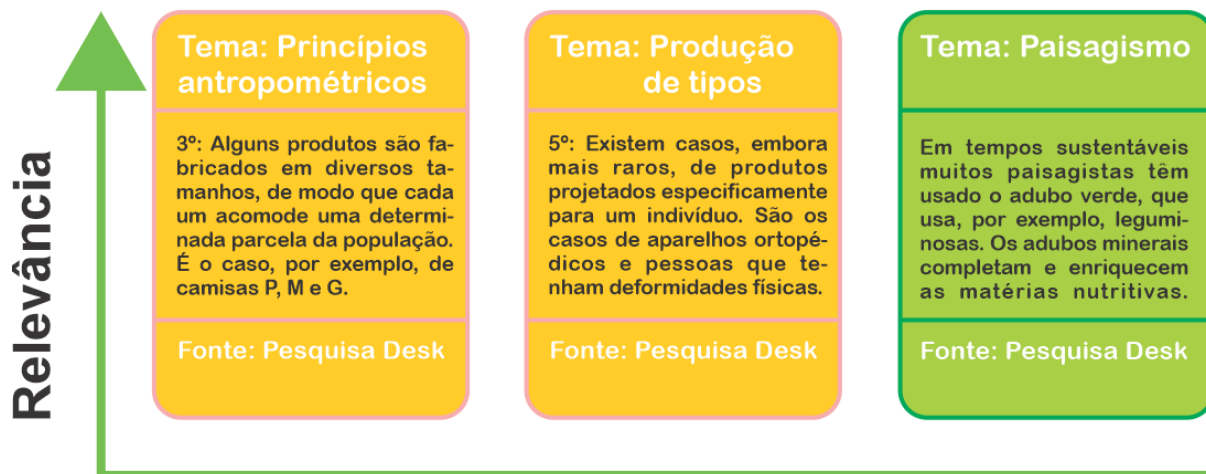 Relevância
Tema: Princípios
antropométricos
3º: Alguns produtos são fa-
bricados em diversos ta-
manhos, de modo que cada
um acomode uma determi-
nada parcela da população.
É o caso, por exemplo, de
camisas P, M e G.
Fonte: Pesquisa Desk
Tema: Produção
de tipos
5º: Existem casos, embora
mais raros, de produtos
projetados especificamente
para um indivíduo. São os
casos de aparelhos ortopé-
dicos e pessoas que te-
nham deformidades físicas.
Fonte: Pesquisa Desk
Tema: Paisagismo
Em tempos sustentáveis
muitos paisagistas têm
usado o adubo verde, que
usa, por exemplo, legumi-
nosas. Os adubos minerais
completam e enriquecem
as matérias nutritivas.
Fonte: Pesquisa Desk